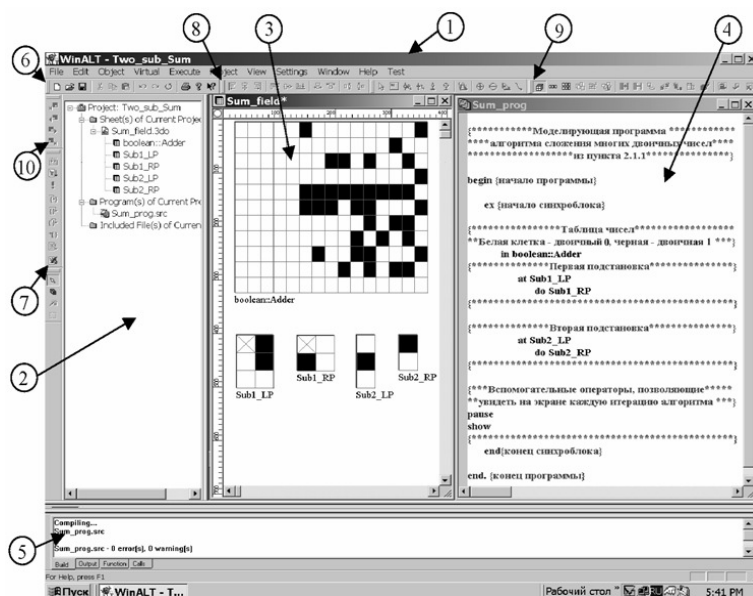 1
8
3
9
4
6
WinALT - Two_sub_Sum
File Edit Object Virtual Execute Project View Settings Window Help Test
Project: Two_sub_Sum
Sheet(s) of Current Projec
Sum_field.3do
boolean::Adder
Sub1_LP
Sub1_RP
Sub2_LP
Sub2_RP
Program(s) of Current Pro
Sum_prog.src
Included File(s) of Curren
10
7
2
Sum_field*
boolean::Adder
Sub1_LP
Sub1_RP
Sub2_LP
Sub2_RP
Sum_prog
{***********Моделирующая программа ***********
****алгоритма сложения многих двоичных чисел****
**************из пункта 2.1.1****************}
begin {начало программы}
ex {начало синхроблока}
{***************Таблица чисел******************
**Белая клетка - двоичный 0, черная - двоичная 1 ***}
in boolean::Adder
{**************Первая подстановка***************}
at Sub1_LP
do Sub1_RP
{*********************************************}
{**************Вторая подстановка***************}
at Sub2_LP
do Sub2_RP
{*********************************************}
{***Вспомогательные операторы, позволяющие*****
**увидеть на экране каждую итерацию алгоритма ***}
pause
show
{*********************************************}
end{конец синхроблока}
end. {конец программы}
5
Compiling...
Sum_prog.src
Sum_prog.src - 0 error(s), 0 warning(s)
Build Output Function Calls
For Help, press F1
Пуск WinALT - T... Рабочий стол » RU 5:41 PM